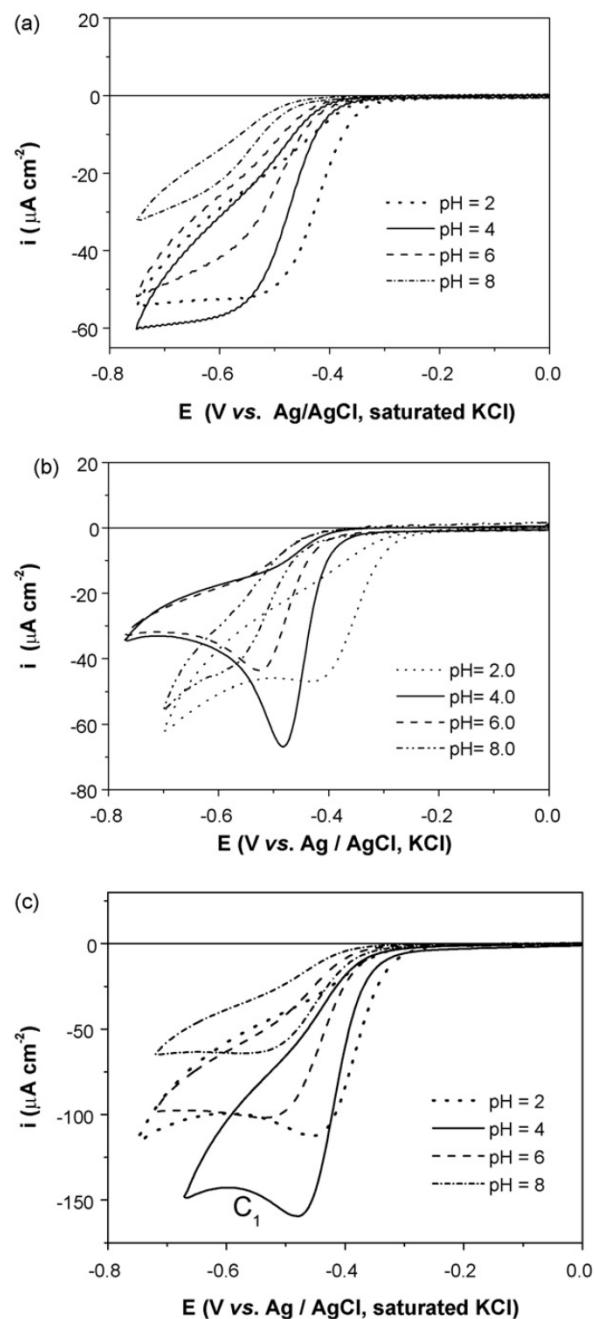 (a)
20
0
-20
-40
-60
i (μA cm-2)
pH = 2
pH = 4
pH = 6
pH = 8
-0.8 -0.6 -0.4 -0.2 0.0
E (V vs. Ag/AgCl, saturated KCl)
(b)
20
0
-20
-40
-60
-80
i (μA cm-2)
pH= 2.0
pH= 4.0
pH= 6.0
pH= 8.0
-0.8 -0.6 -0.4 -0.2 0.0
E (V vs. Ag / AgCl, KCl)
(c)
0
-50
-100
-150
i (μA cm-2)
pH = 2
pH = 4
pH = 6
pH = 8
C1
-0.8 -0.6 -0.4 -0.2 0.0
E (V vs. Ag / AgCl, saturated KCl)